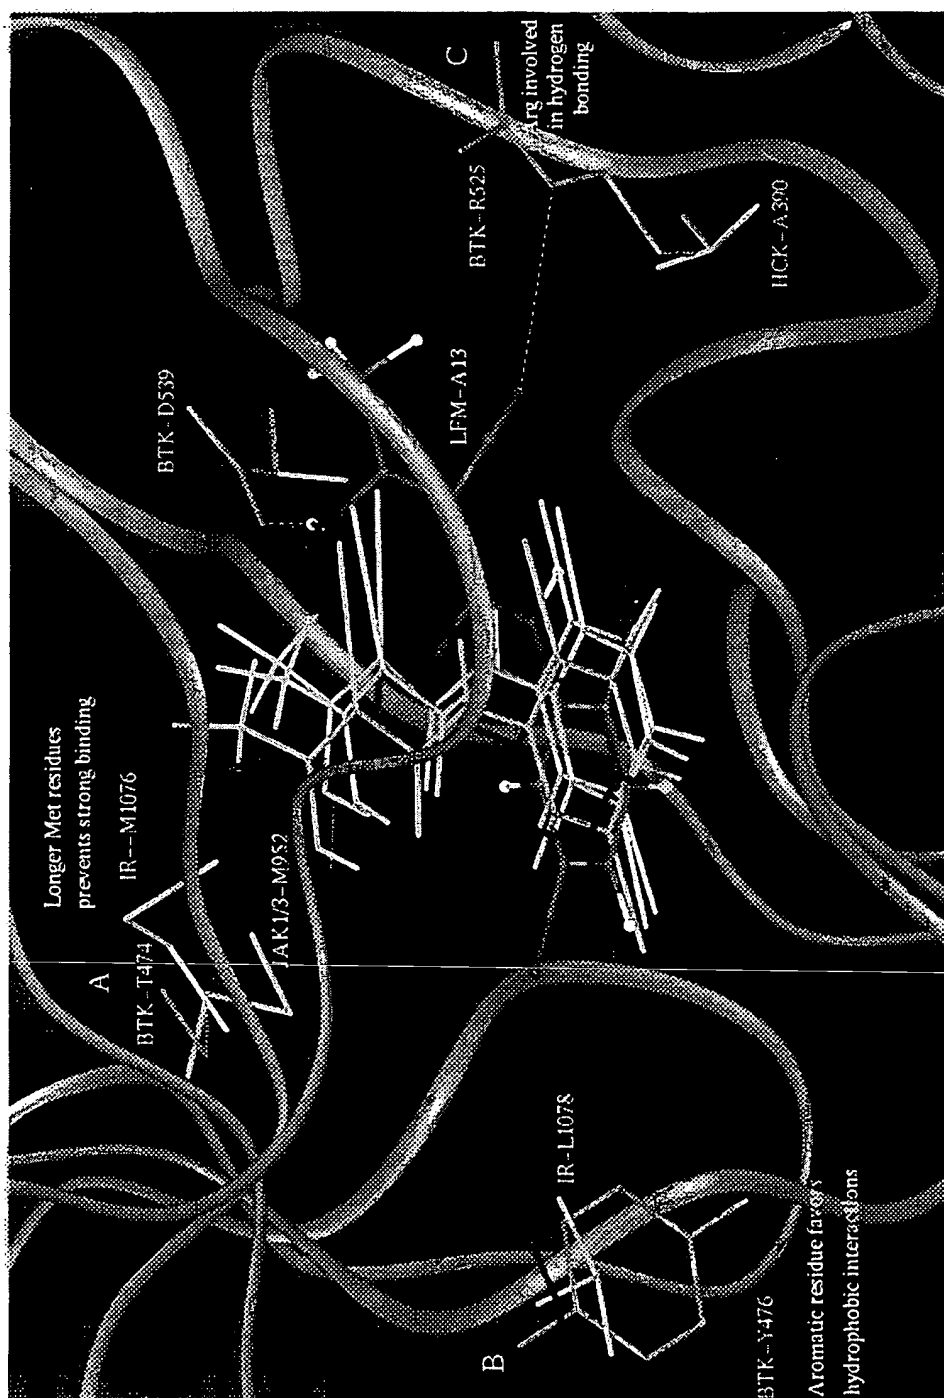 A
Longer Met residues
prevents strong binding
BTK-T474
IR--M1076
JAK1/3-M952
BTK-D539
LFM-A13
C
Arg involved
in hydrogen
bonding
BTK-R525
HCK-A390
B
IR-L1078
BTK-Y476
Aromatic residue favors
hydrophobic interactions